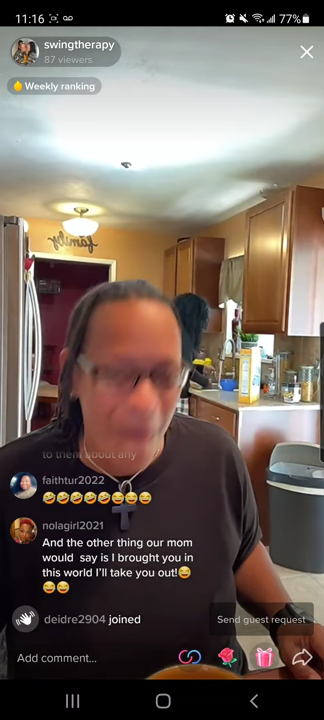 11:16
77%
swingtherapy
87 viewers
Weekly ranking
family
to them about any
faithtur2022
🤣🤣🤣🤣🤣😂😂😂
nolagirl2021
And the other thing our mom
would say is I brought you in
this world I'll take you out!😂
😂😂
deidre2904 joined
Send guest request
Add comment...